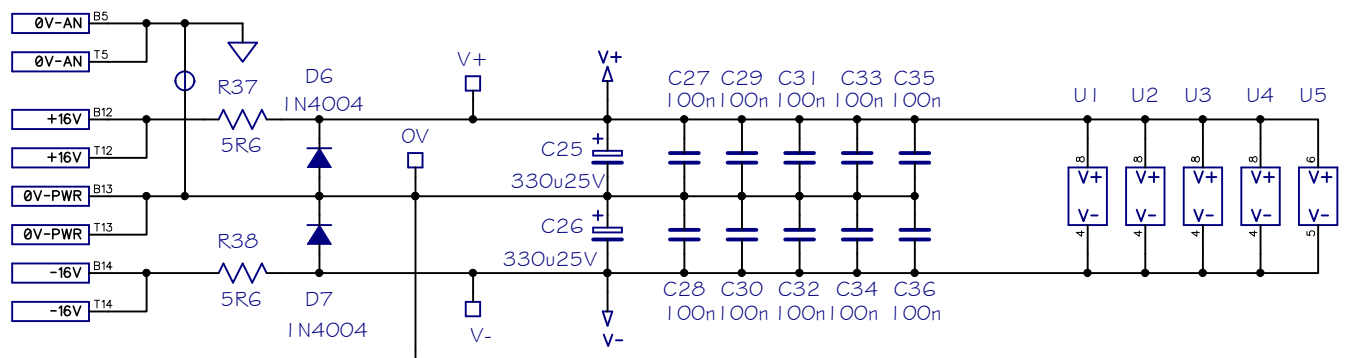 0V-AN B5
0V-AN T5
+16V B12
+16V T12
0V-PWR B13
0V-PWR T13
-16V B14
-16V T14
R37
5R6
R38
5R6
D6
1N4004
D7
1N4004
V+
0V
V-
V+
C25
+
330u25V
C26
+
330u25V
V-
C27 C29 C31 C33 C35
100n 100n 100n 100n 100n
C28 C30 C32 C34 C36
100n 100n 100n 100n 100n
U1 U2 U3 U4 U5
8 8 8 8 6
V+ V+ V+ V+ V+
V- V- V- V- V-
4 4 4 4 5